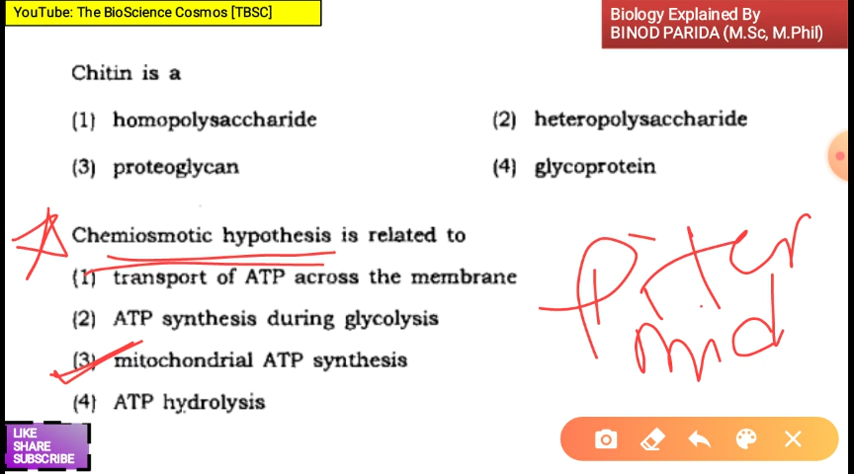 YouTube: The BioScience Cosmos [TBSC]
Biology Explained By
BINOD PARIDA (M.Sc, M.Phil)
Chitin is a
(1) homopolysaccharide (2) heteropolysaccharide
(3) proteoglycan (4) glycoprotein
Chemiosmotic hypothesis is related to
(1) transport of ATP across the membrane
(2) ATP synthesis during glycolysis
(3) mitochondrial ATP synthesis
(4) ATP hydrolysis
LIKE
SHARE
SUBSCRIBE